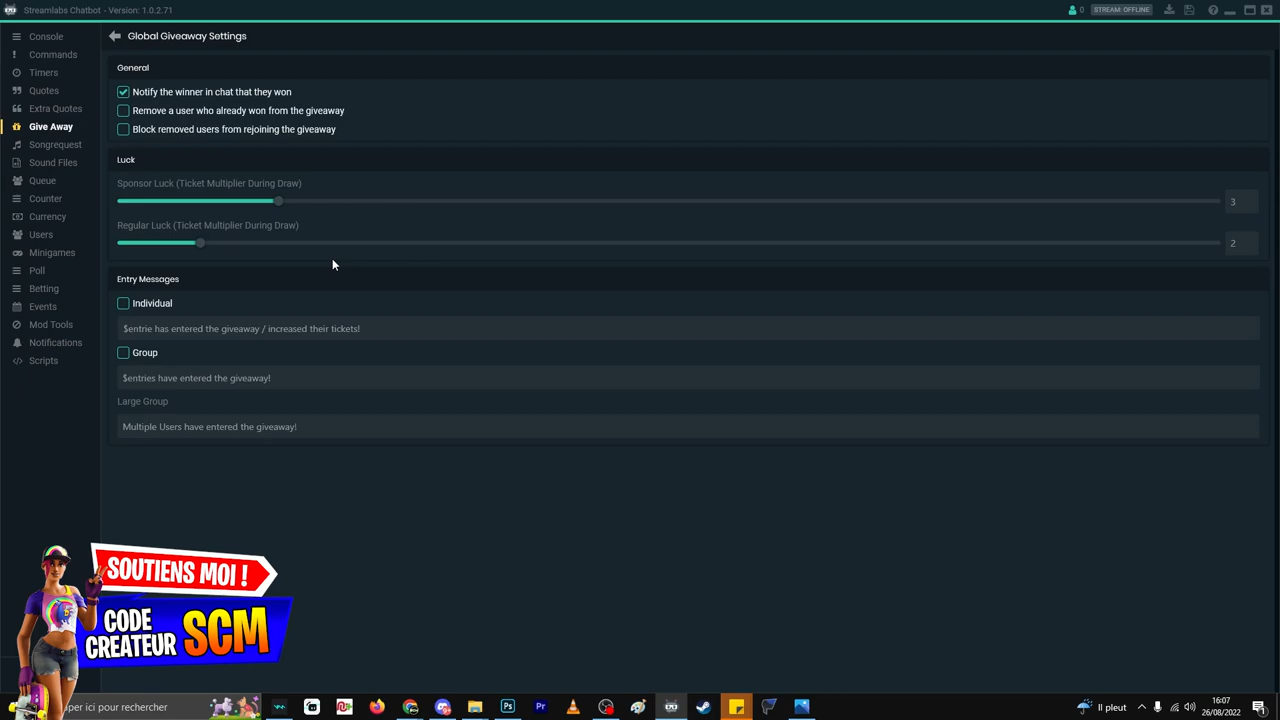 Streamlabs Chatbot - Version: 1.0.2.71
0
STREAM: OFFLINE
Console
Commands
Timers
Quotes
Extra Quotes
Give Away
Songrequest
Sound Files
Queue
Counter
Currency
Users
Minigames
Poll
Betting
Events
Mod Tools
Notifications
Scripts
Global Giveaway Settings
General
Notify the winner in chat that they won
Remove a user who already won from the giveaway
Block removed users from rejoining the giveaway
Luck
Sponsor Luck (Ticket Multiplier During Draw)
3
Regular Luck (Ticket Multiplier During Draw)
2
Entry Messages
Individual
$entrie has entered the giveaway / increased their tickets!
Group
$entries have entered the giveaway!
Large Group
Multiple Users have entered the giveaway!
SOUTIENS MOI !
CODE
CREATEUR SCM
per ici pour rechercher
Ps
Pr
Il pleut
16:07
26/08/2022